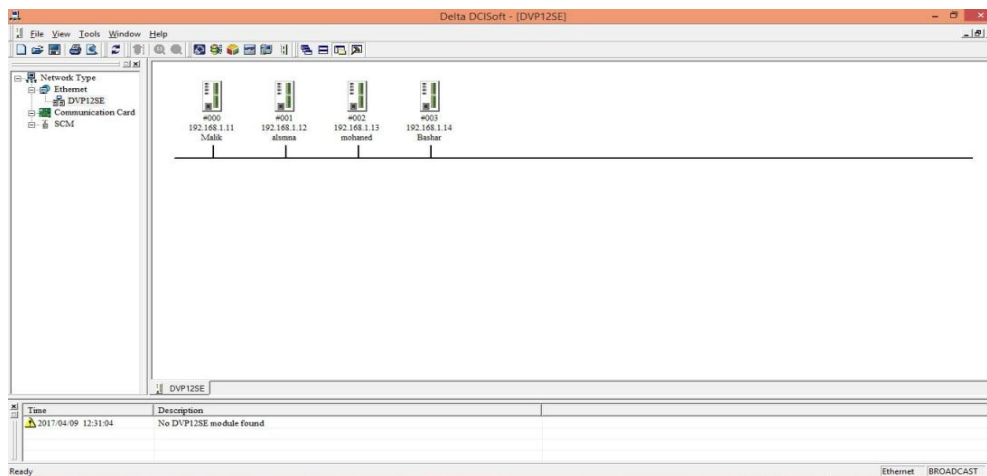 Delta DCISoft - [DVP12SE]
File View Tools Window Help
Network Type
Ethernet
DVP12SE
Communication Card
SCM
#000
192.168.1.11
Malik
#001
192.168.1.12
alsmna
#002
192.168.1.13
mohaned
#003
192.168.1.14
Bashar
DVP12SE
Time Description
2017/04/09 12:31:04 No DVP12SE module found
Ready Ethernet BROADCAST